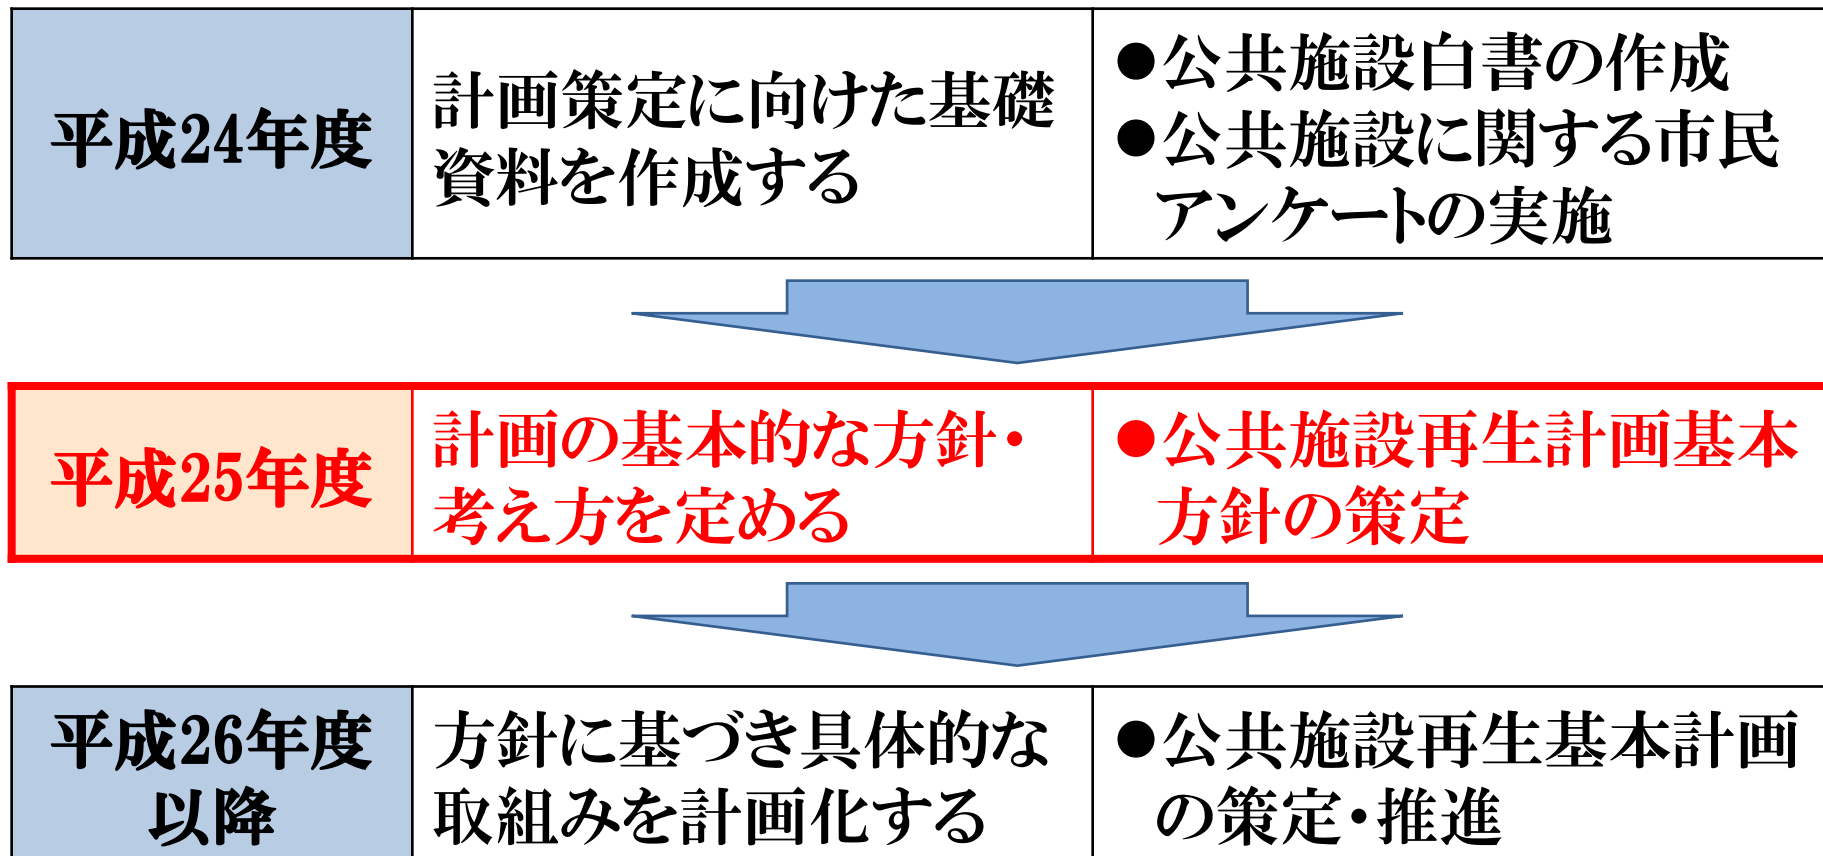 平成24年度
計画策定に向けた基礎
資料を作成する
●公共施設白書の作成
●公共施設に関する市民
アンケートの実施
平成25年度
計画の基本的な方針・
考え方を定める
●公共施設再生計画基本
方針の策定
平成26年度
以降
方針に基づき具体的な
取組みを計画化する
●公共施設再生基本計画
の策定・推進